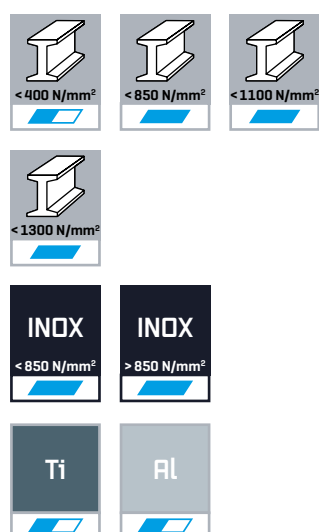 < 400 N/mm²
< 850 N/mm²
< 1100 N/mm²
< 1300 N/mm²
INOX
< 850 N/mm²
INOX
> 850 N/mm²
Ti
Al